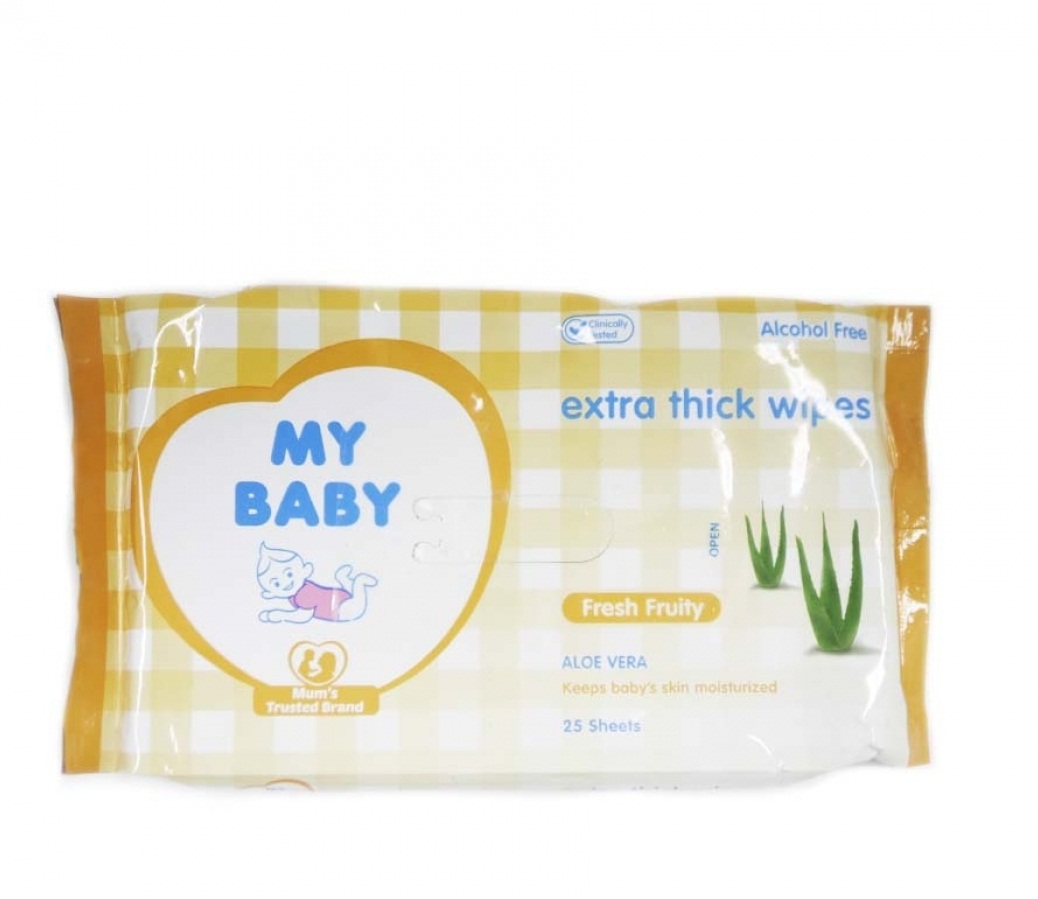 Clinically
Tested
Alcohol Free
extra thick wipes
MY
BABY
OPEN
Fresh Fruity
ALOE VERA
Keeps baby's skin moisturized
25 Sheets
Mum's
Trusted Brand